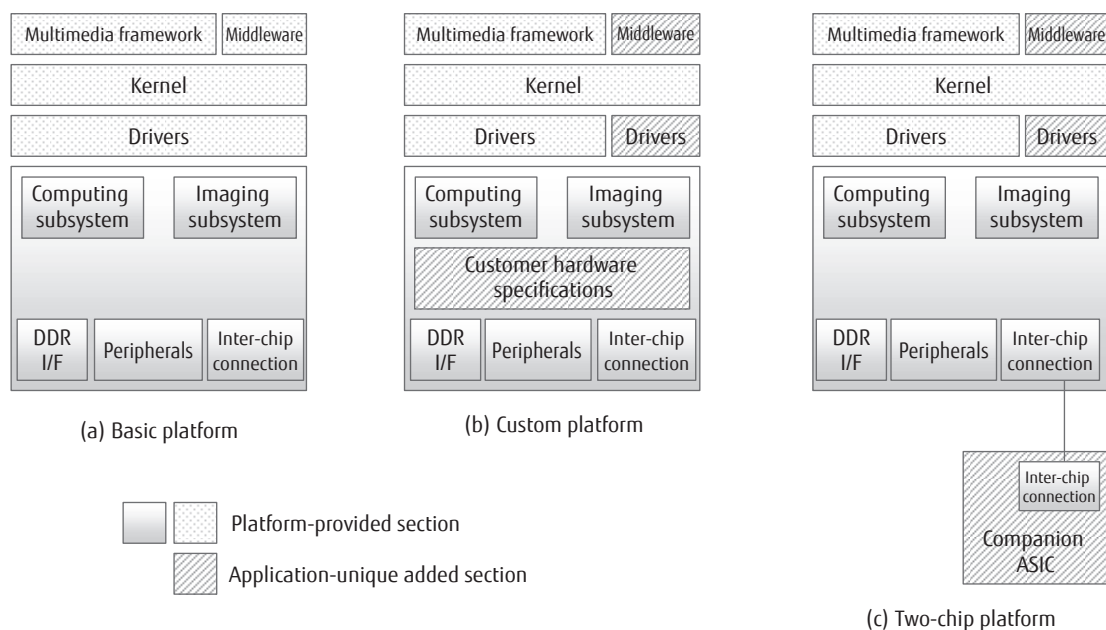 Multimedia framework
Middleware
Kernel
Drivers
Computing
subsystem
Imaging
subsystem
DDR
I/F
Peripherals
Inter-chip
connection
(a) Basic platform
Multimedia framework
Middleware
Kernel
Drivers
Drivers
Computing
subsystem
Imaging
subsystem
Customer hardware
specifications
DDR
I/F
Peripherals
Inter-chip
connection
(b) Custom platform
Multimedia framework
Middleware
Kernel
Drivers
Drivers
Computing
subsystem
Imaging
subsystem
DDR
I/F
Peripherals
Inter-chip
connection
Inter-chip
connection
Companion
ASIC
(c) Two-chip platform
Platform-provided section
Application-unique added section